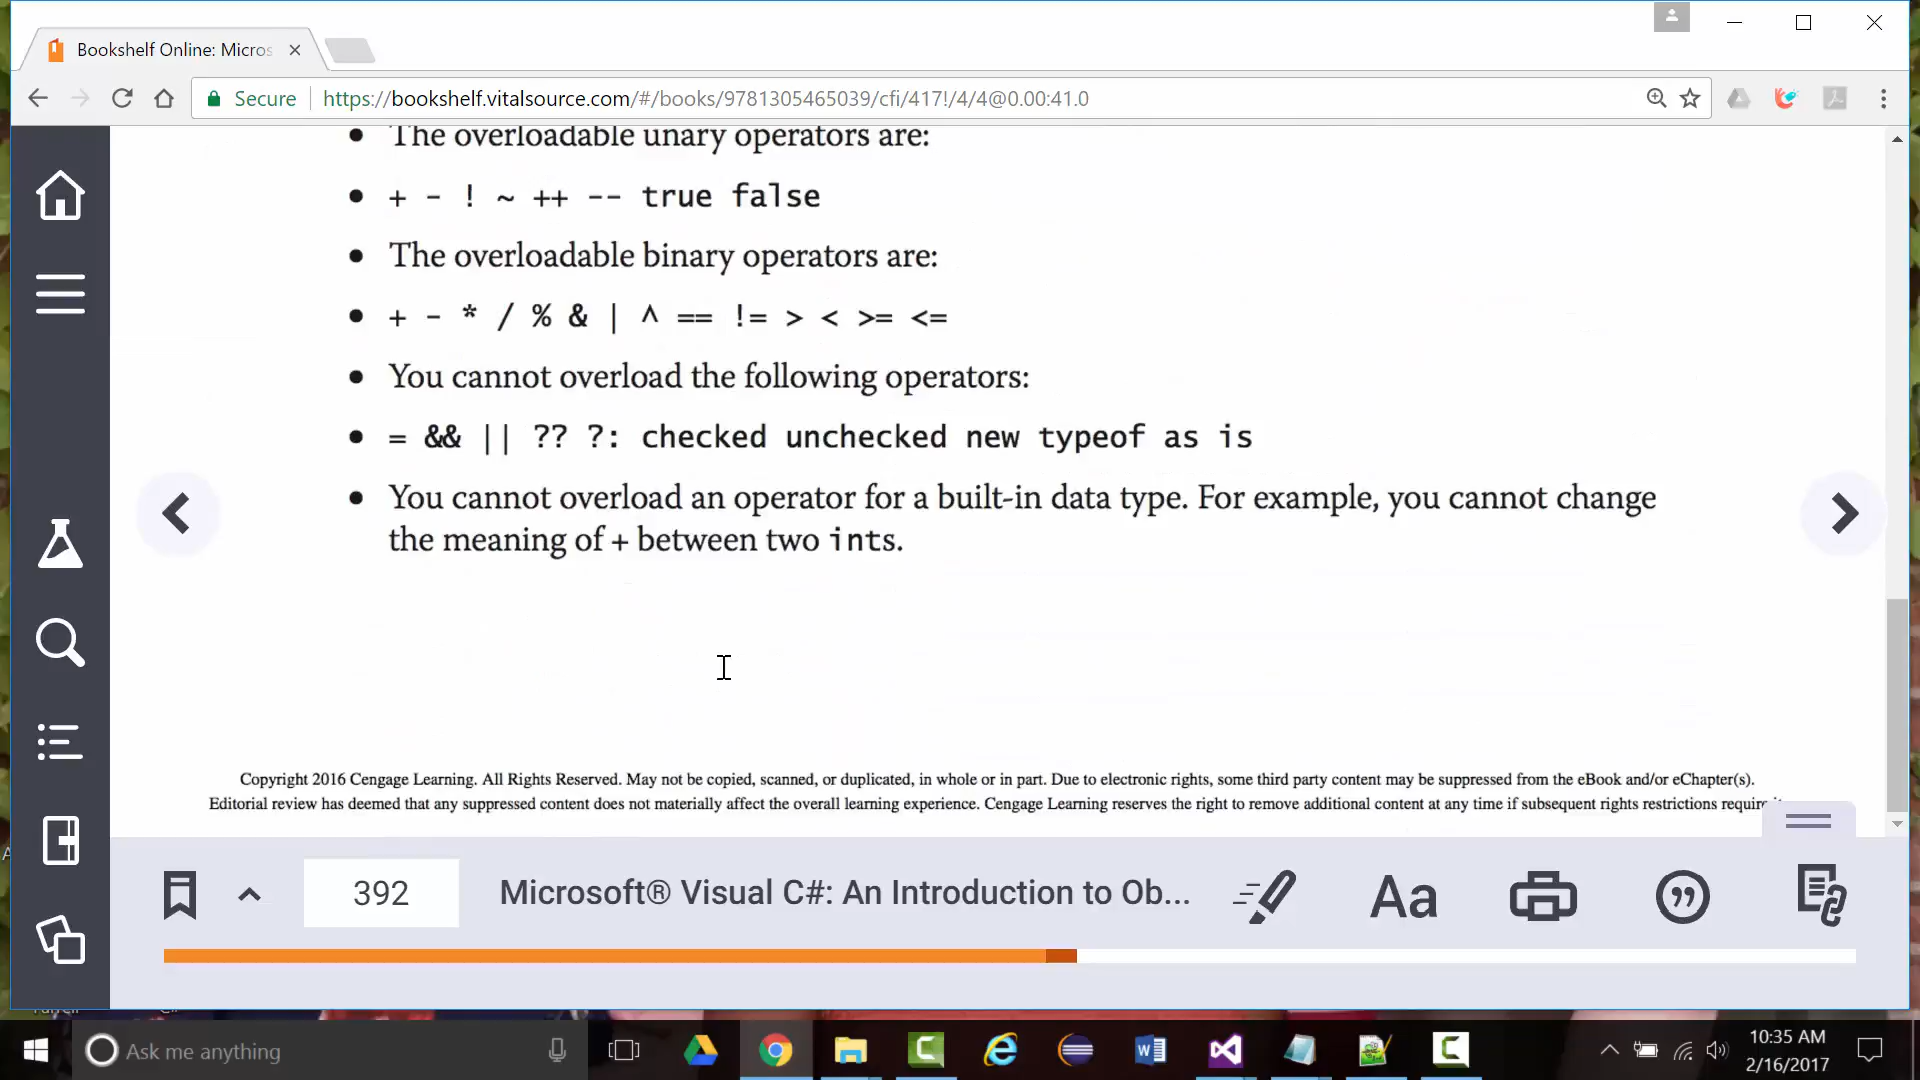 Bookshelf Online: Micros
Secure
https://bookshelf.vitalsource.com/#/books/9781305465039/cfi/417!/4/4@0.00:41.0
• The overloadable unary operators are:
• + - ! ~ ++ -- true false
• The overloadable binary operators are:
• + - * / % & | ^ == != > < >= <=
• You cannot overload the following operators:
• = && || ?? ?: checked unchecked new typeof as is
• You cannot overload an operator for a built-in data type. For example, you cannot change
the meaning of + between two ints.
Copyright 2016 Cengage Learning. All Rights Reserved. May not be copied, scanned, or duplicated, in whole or in part. Due to electronic rights, some third party content may be suppressed from the eBook and/or eChapter(s).
Editorial review has deemed that any suppressed content does not materially affect the overall learning experience. Cengage Learning reserves the right to remove additional content at any time if subsequent rights restrictions require
392
Microsoft® Visual C#: An Introduction to Ob...
Aa
Ask me anything
10:35 AM
2/16/2017